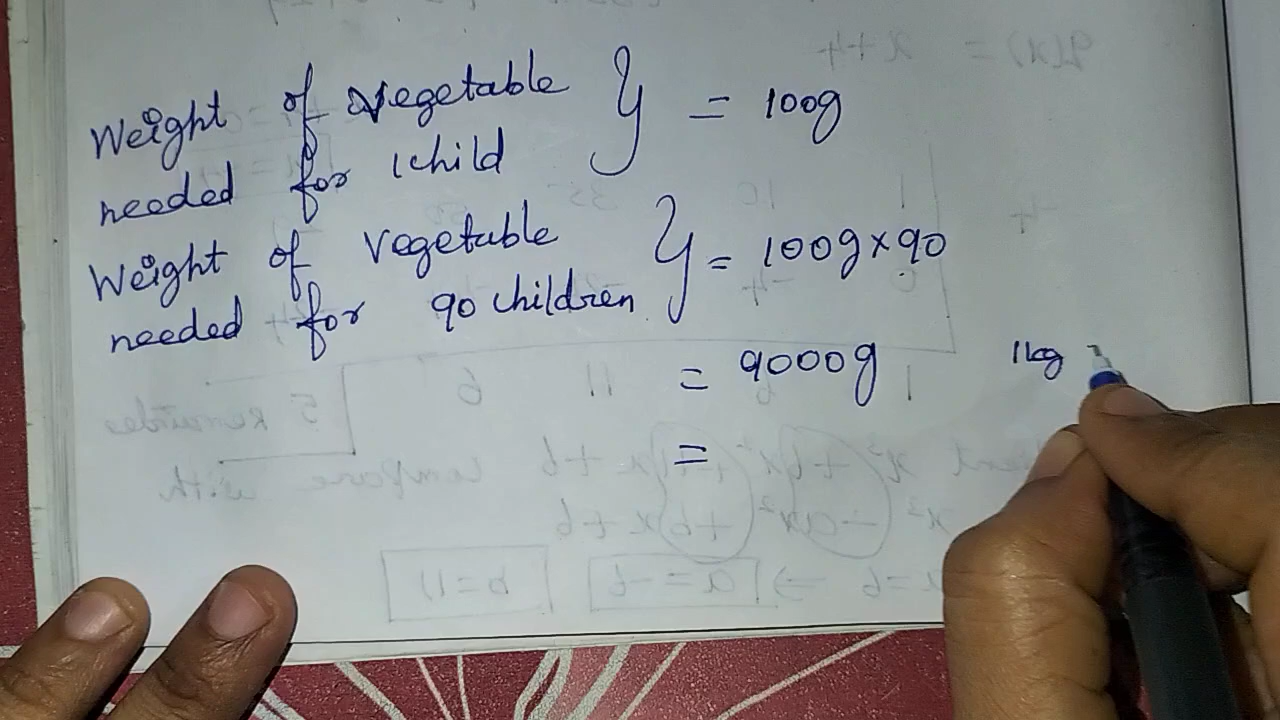 Weight of vegetable } = 100g
needed for 1child
Weight of vegetable } = 100g×90
needed for 90 children
= 9000g 1kg
=